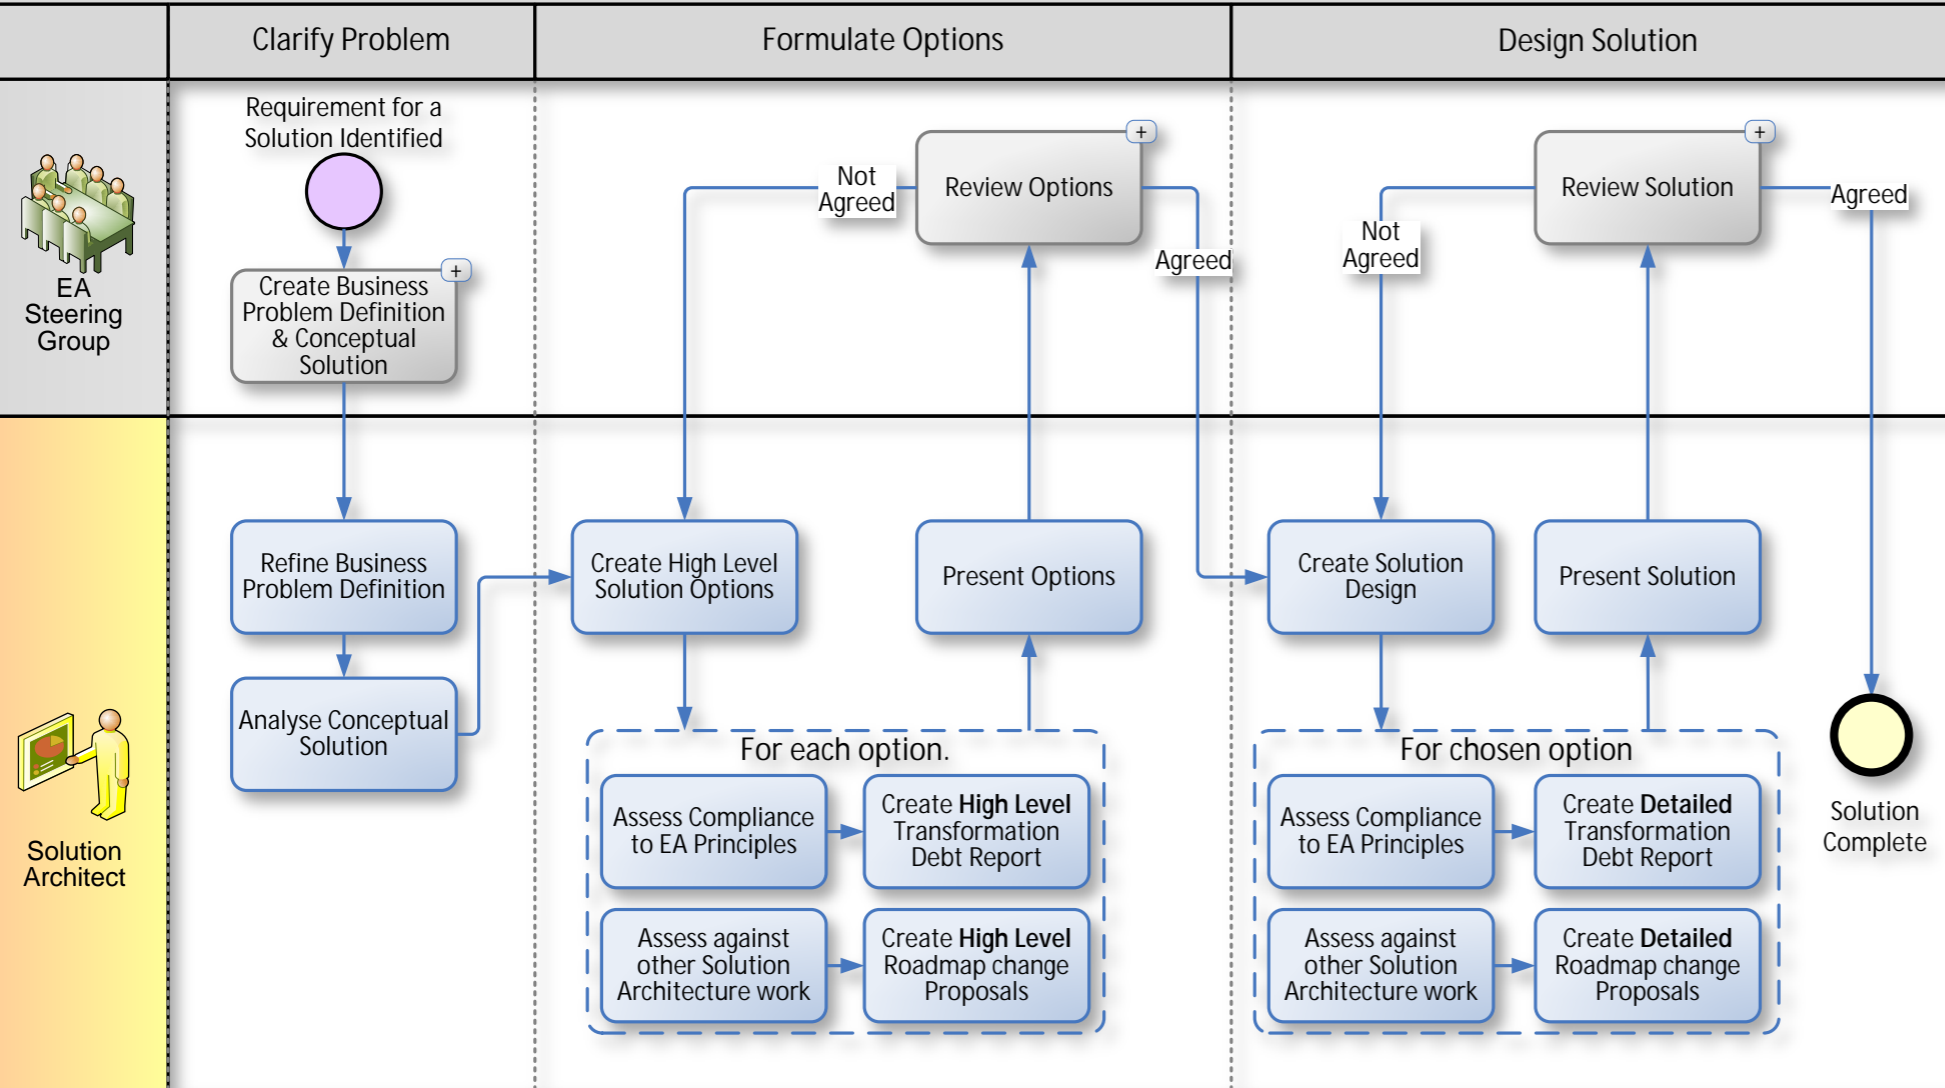 Clarify Problem
Formulate Options
Design Solution
EA
Steering
Group
Requirement for a
Solution Identified
+
Create Business
Problem Definition
& Conceptual
Solution
Not
Agreed
+
Review Options
Agreed
Not
Agreed
+
Review Solution
Agreed
Solution
Architect
Refine Business
Problem Definition
Analyse Conceptual
Solution
Create High Level
Solution Options
Present Options
For each option.
Assess Compliance
to EA Principles
Create High Level
Transformation
Debt Report
Assess against
other Solution
Architecture work
Create High Level
Roadmap change
Proposals
Create Solution
Design
Present Solution
For chosen option
Assess Compliance
to EA Principles
Create Detailed
Transformation
Debt Report
Assess against
other Solution
Architecture work
Create Detailed
Roadmap change
Proposals
Solution
Complete